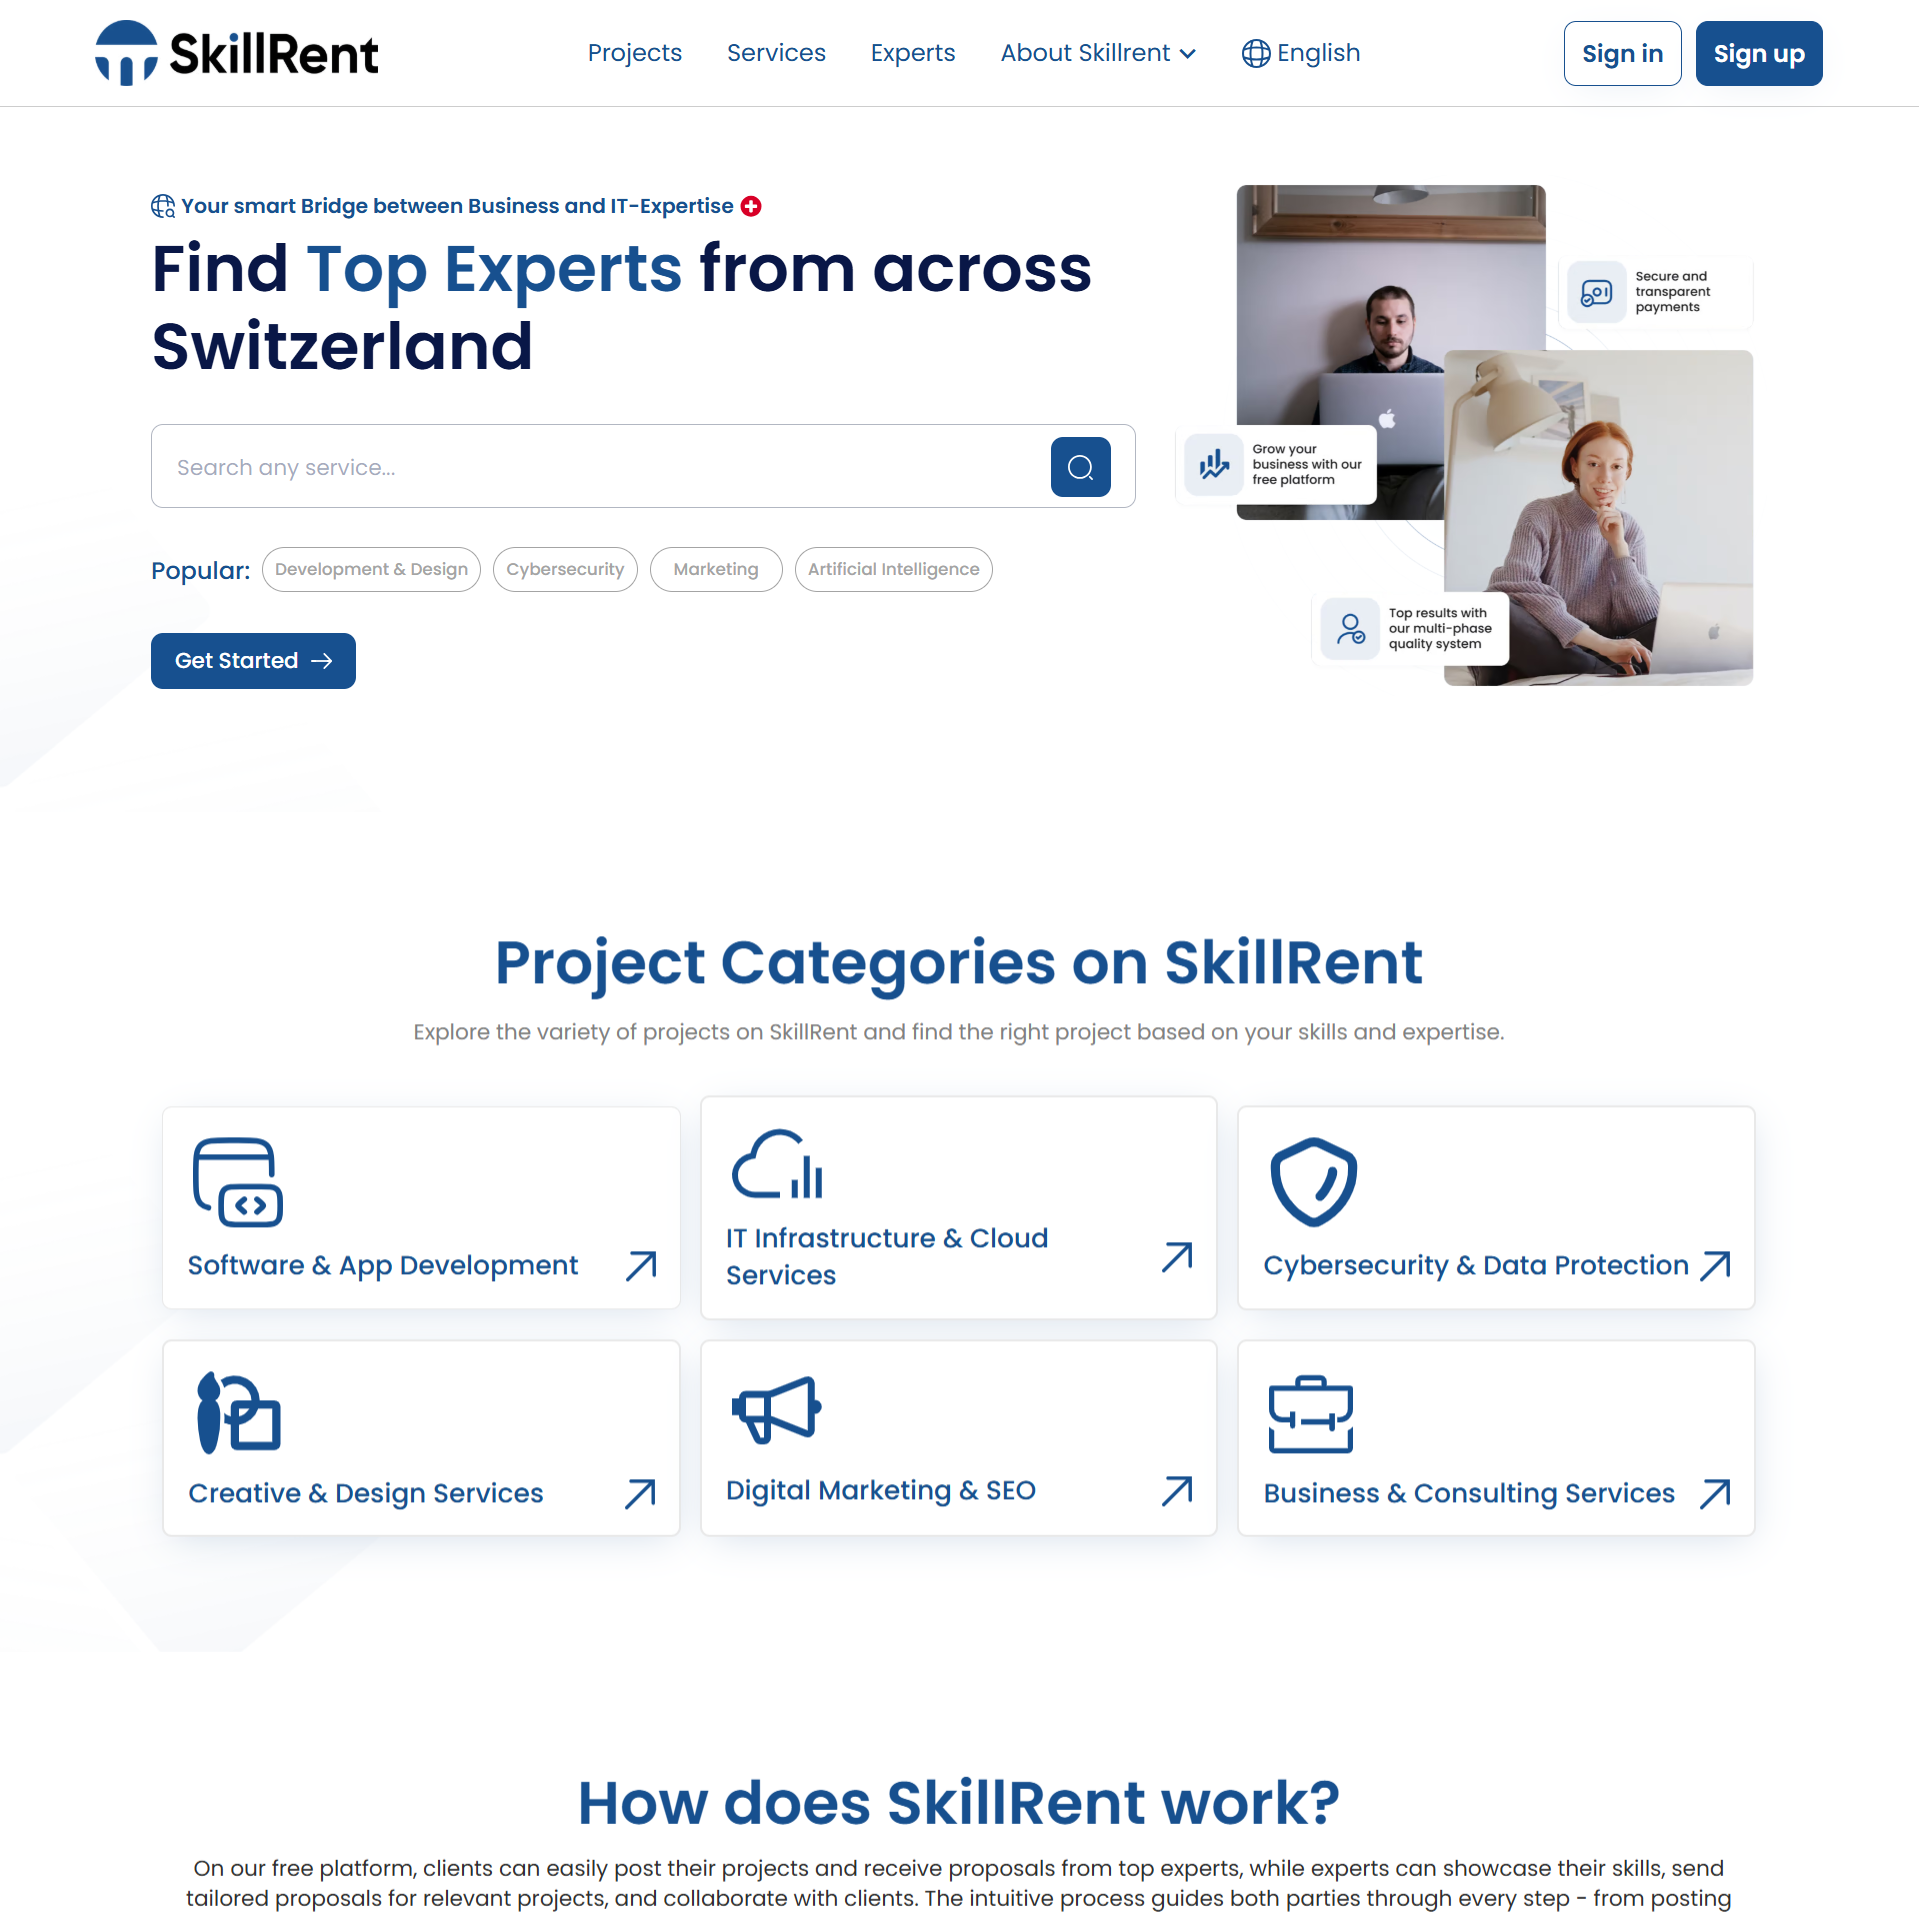 SkillRent
Projects
Services
Experts
About Skillrent
English
Sign in
Sign up
Your smart Bridge between Business and IT-Expertise
Find Top Experts from across
Switzerland
Search any service...
Popular:
Development & Design
Cybersecurity
Marketing
Artificial Intelligence
Get Started
Secure and
transparent
payments
Grow your
business with our
free platform
Top results with
our multi-phase
quality system
Project Categories on SkillRent
Explore the variety of projects on SkillRent and find the right project based on your skills and expertise.
Software & App Development
IT Infrastructure & Cloud
Services
Cybersecurity & Data Protection
Creative & Design Services
Digital Marketing & SEO
Business & Consulting Services
How does SkillRent work?
On our free platform, clients can easily post their projects and receive proposals from top experts, while experts can showcase their skills, send
tailored proposals for relevant projects, and collaborate with clients. The intuitive process guides both parties through every step - from posting